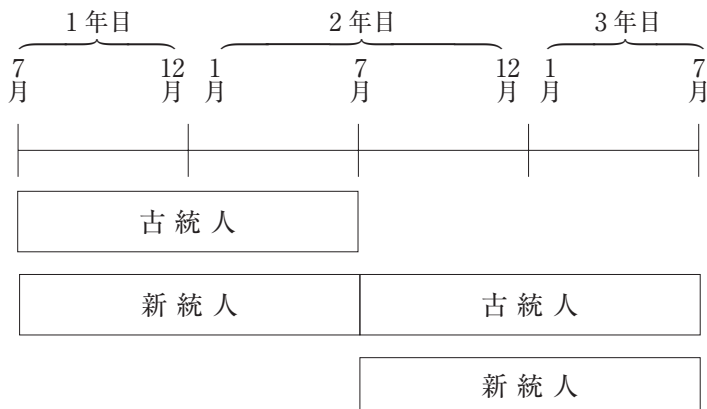 1年目 2年目 3年目
7月 12月 1月 7月 12月 1月 7月
古統人
新統人 古統人
新統人